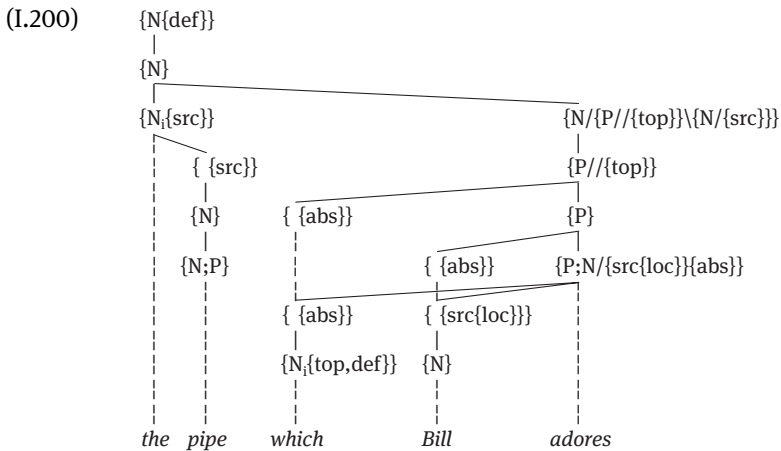 (I.200) {N{def}}
{N}
{Nᵢ{src}} {N/{P//{top}}\{N/{src}}}
{ {src}} {P//{top}}
{N} { {abs}} {P}
{N;P} { {abs}} {P;N/{src{loc}}{abs}}
{ {abs}} { {src{loc}}}
{Nᵢ{top,def}} {N}
the pipe which Bill adores